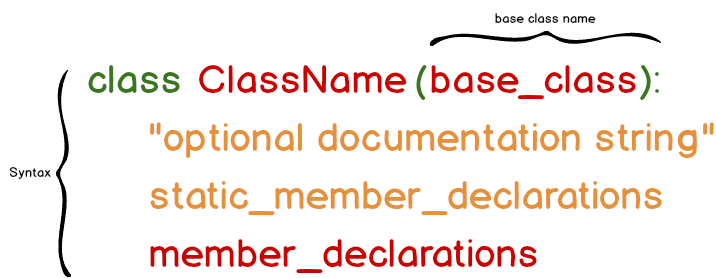 base class name
class ClassName (base_class):
"optional documentation string"
Syntax
static_member_declarations
member_declarations